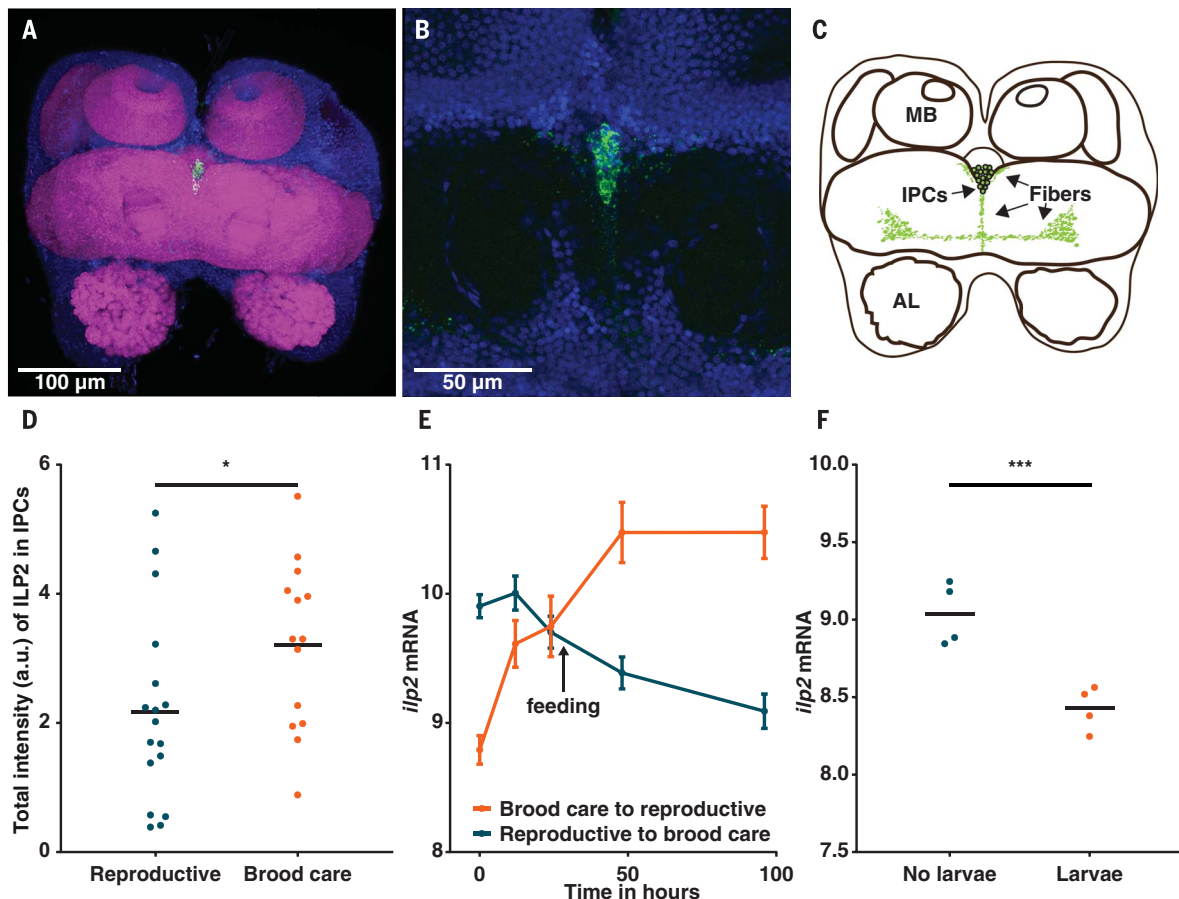 A
100 µm
B
50 µm
C
MB
IPCs
Fibers
AL
D
Total intensity (a.u.) of ILP2 in IPCs
6
4
2
0
*
Reproductive
Brood care
E
ilp2 mRNA
11
10
9
8
feeding
Brood care to reproductive
Reproductive to brood care
0
50
100
Time in hours
F
ilp2 mRNA
10.0
9.5
9.0
8.5
8.0
7.5
***
No larvae
Larvae